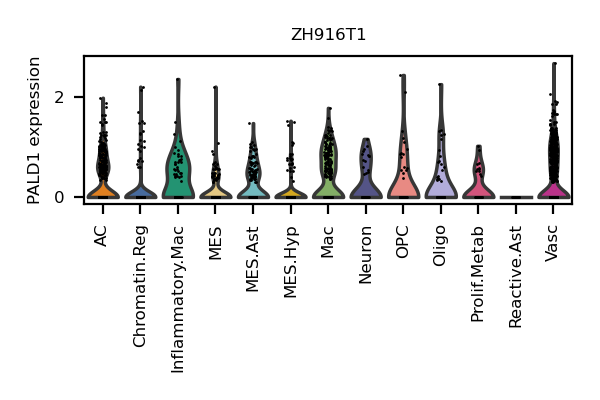 ZH916T1
PALD1 expression
2
0
AC
Chromatin.Reg
Inflammatory.Mac
MES
MES.Ast
MES.Hyp
Mac
Neuron
OPC
Oligo
Prolif.Metab
Reactive.Ast
Vasc